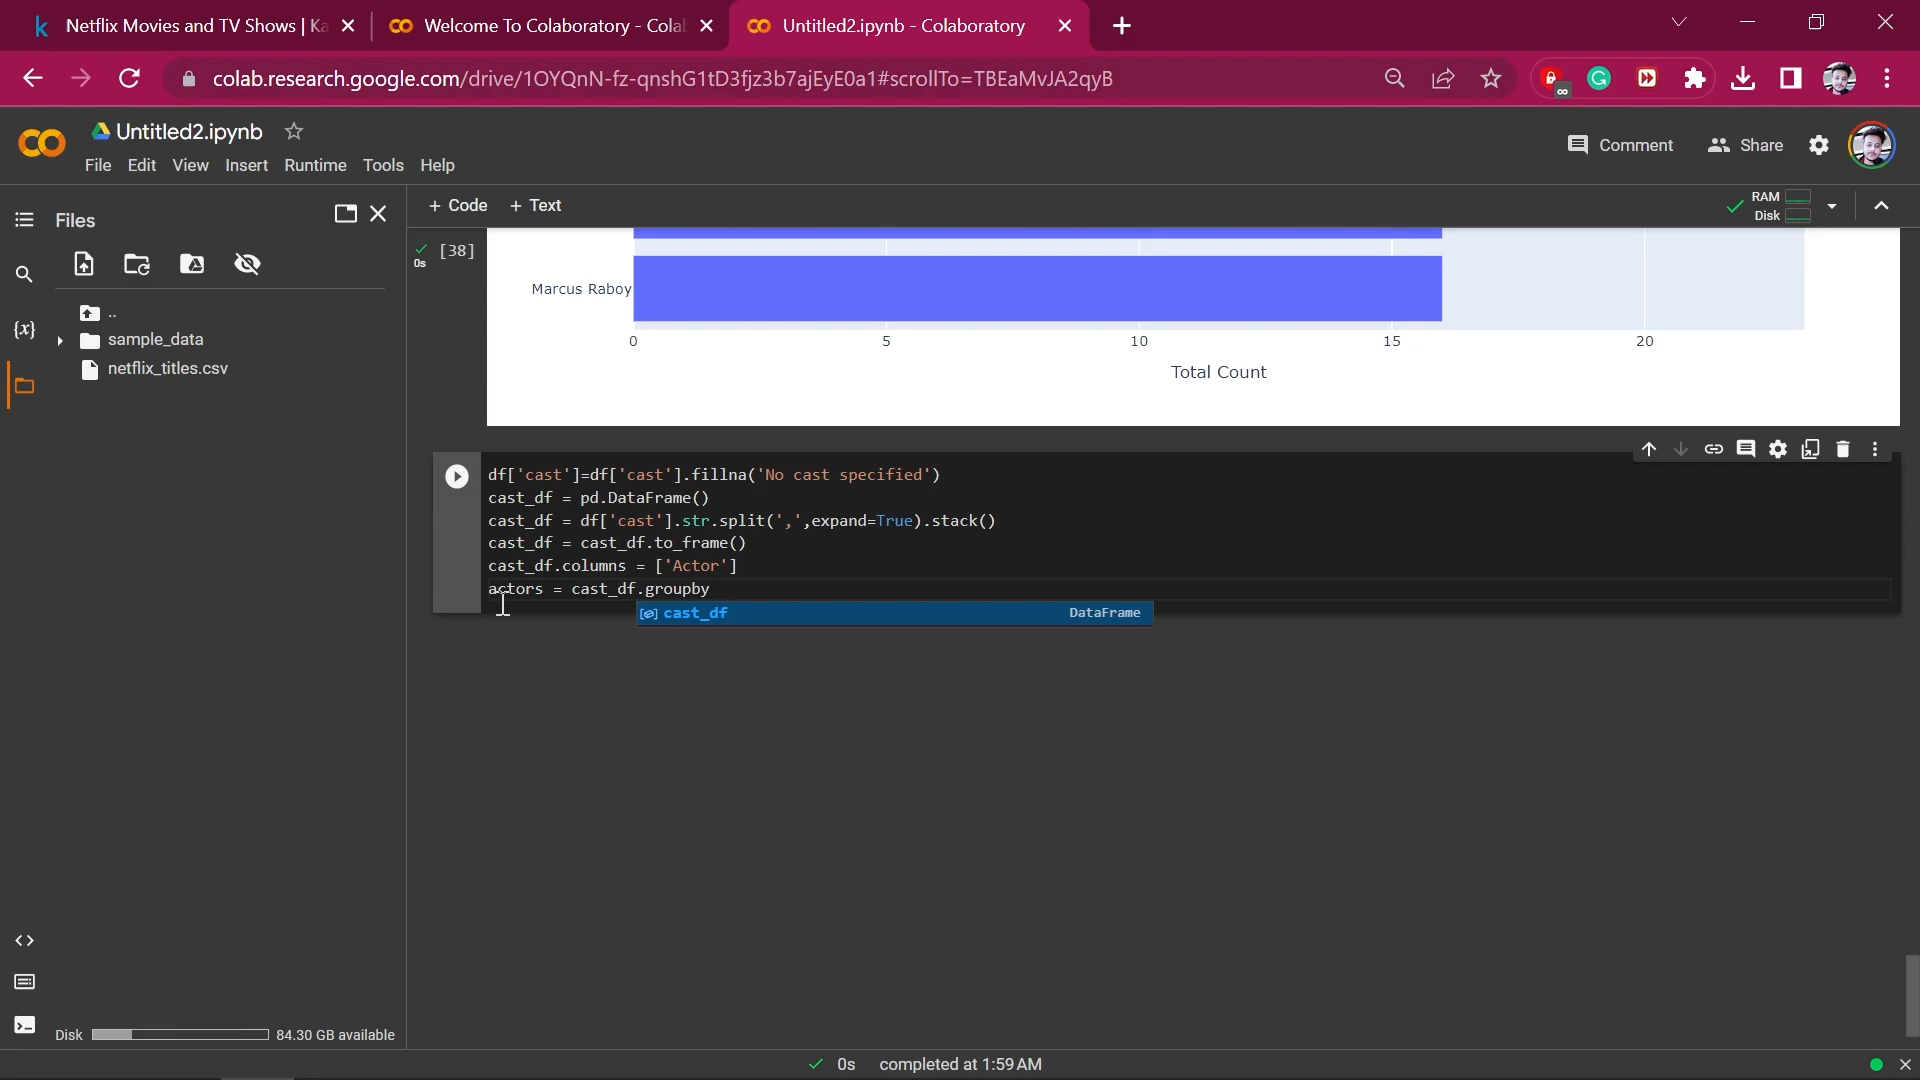 Netflix Movies and TV Shows | Ka
Welcome To Colaboratory - Colab
Untitled2.ipynb - Colaboratory
colab.research.google.com/drive/1OYQnN-fz-qnshG1tD3fjz3b7ajEyE0a1#scrollTo=TBEaMvJA2qyB
Untitled2.ipynb
File Edit View Insert Runtime Tools Help
Comment
Share
Files
+ Code + Text
RAM
Disk
..
sample_data
netflix_titles.csv
0s
[38]
Marcus Raboy
0 5 10 15 20
Total Count
df['cast']=df['cast'].fillna('No cast specified')
cast_df = pd.DataFrame()
cast_df = df['cast'].str.split(',',expand=True).stack()
cast_df = cast_df.to_frame()
cast_df.columns = ['Actor']
actors = cast_df.groupby
cast_df DataFrame
Disk 84.30 GB available
0s completed at 1:59 AM